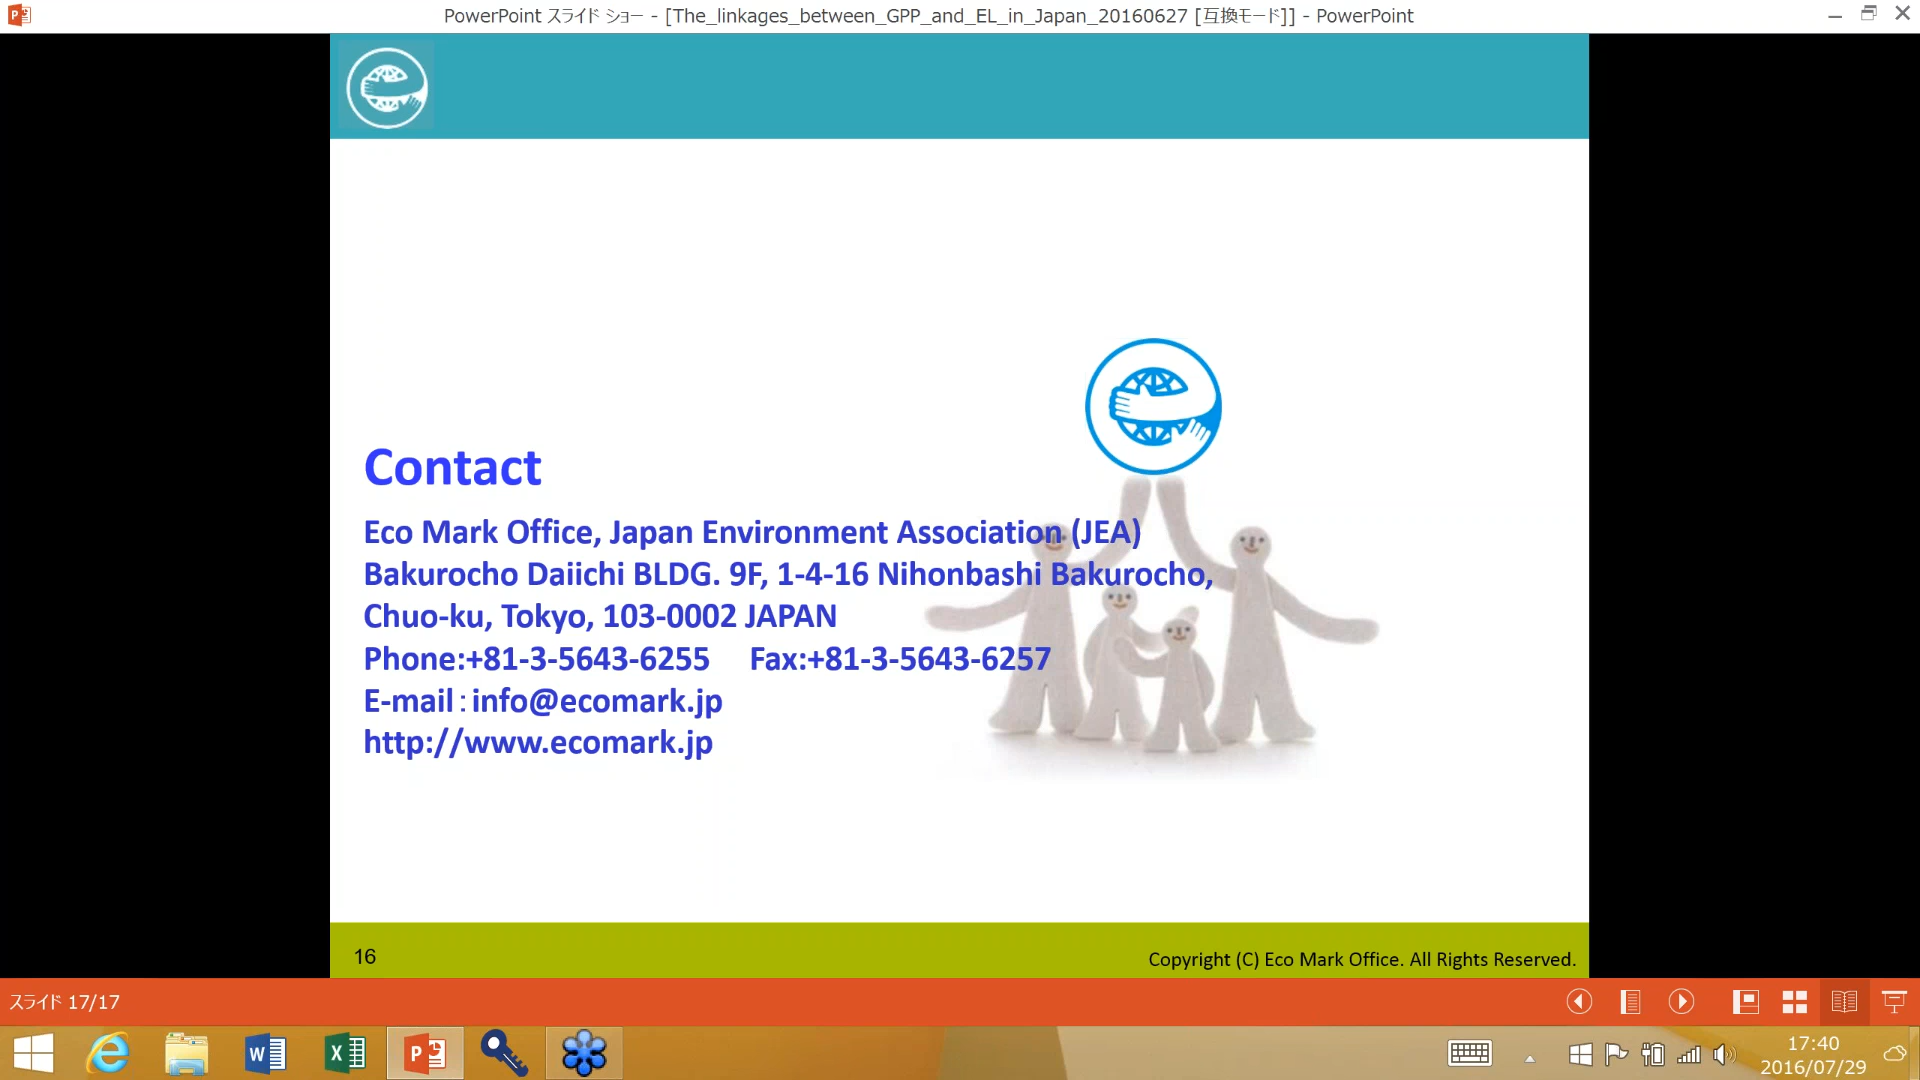 PowerPoint スライド ショー - [The_linkages_between_GPP_and_EL_in_Japan_20160627 [互換モード]] - PowerPoint
Contact
Eco Mark Office, Japan Environment Association (JEA)
Bakurocho Daiichi BLDG. 9F, 1-4-16 Nihonbashi Bakurocho,
Chuo-ku, Tokyo, 103-0002 JAPAN
Phone:+81-3-5643-6255 Fax:+81-3-5643-6257
E-mail：info@ecomark.jp
http://www.ecomark.jp
16
Copyright (C) Eco Mark Office. All Rights Reserved.
スライド 17/17
17:40
2016/07/29